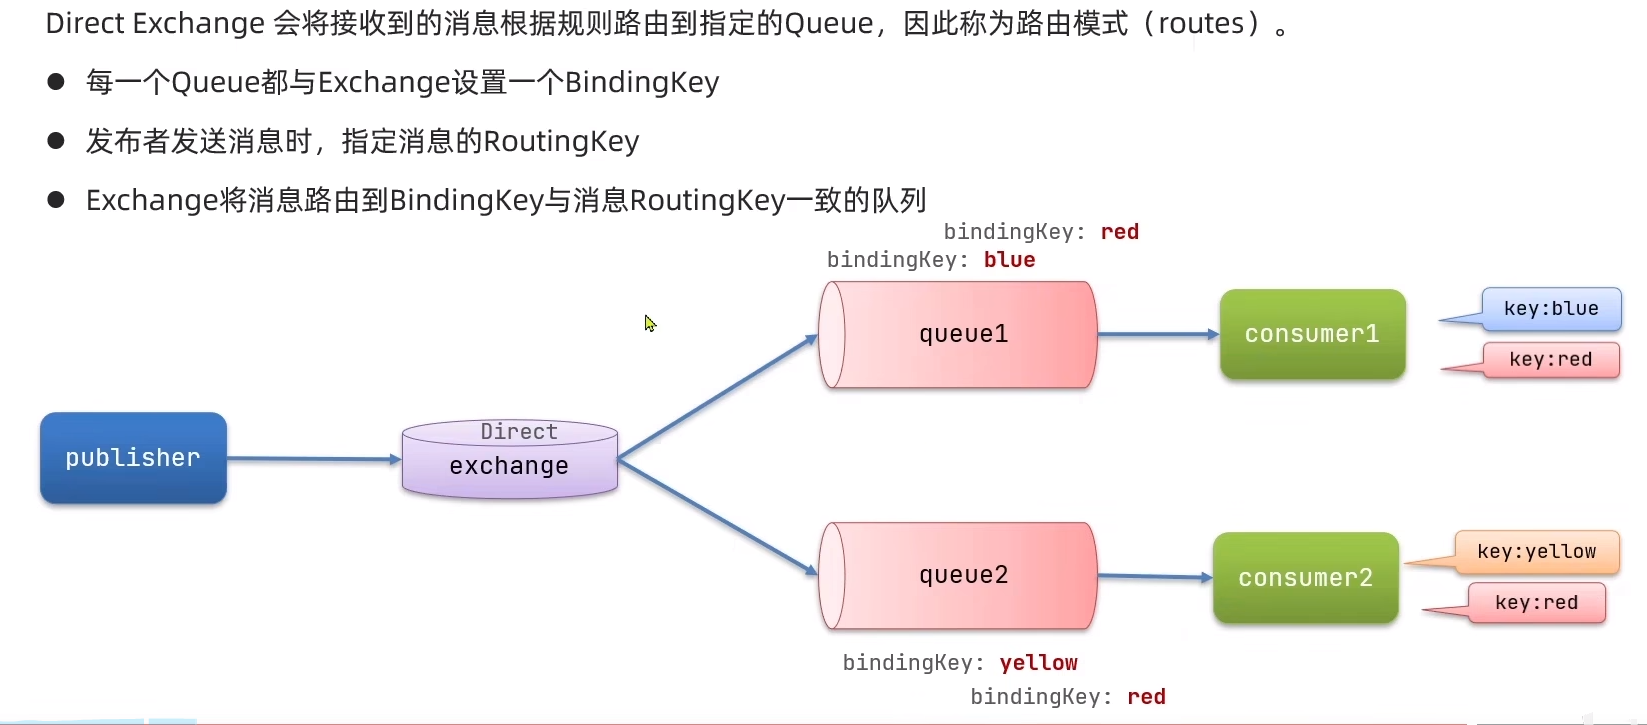 Direct Exchange 会将接收到的消息根据规则路由到指定的Queue，因此称为路由模式（routes）。
● 每一个Queue都与Exchange设置一个BindingKey
● 发布者发送消息时，指定消息的RoutingKey
● Exchange将消息路由到BindingKey与消息RoutingKey一致的队列
bindingKey: red
bindingKey: blue
queue1
consumer1
key:blue
key:red
publisher
Direct
exchange
queue2
consumer2
key:yellow
key:red
bindingKey: yellow
bindingKey: red